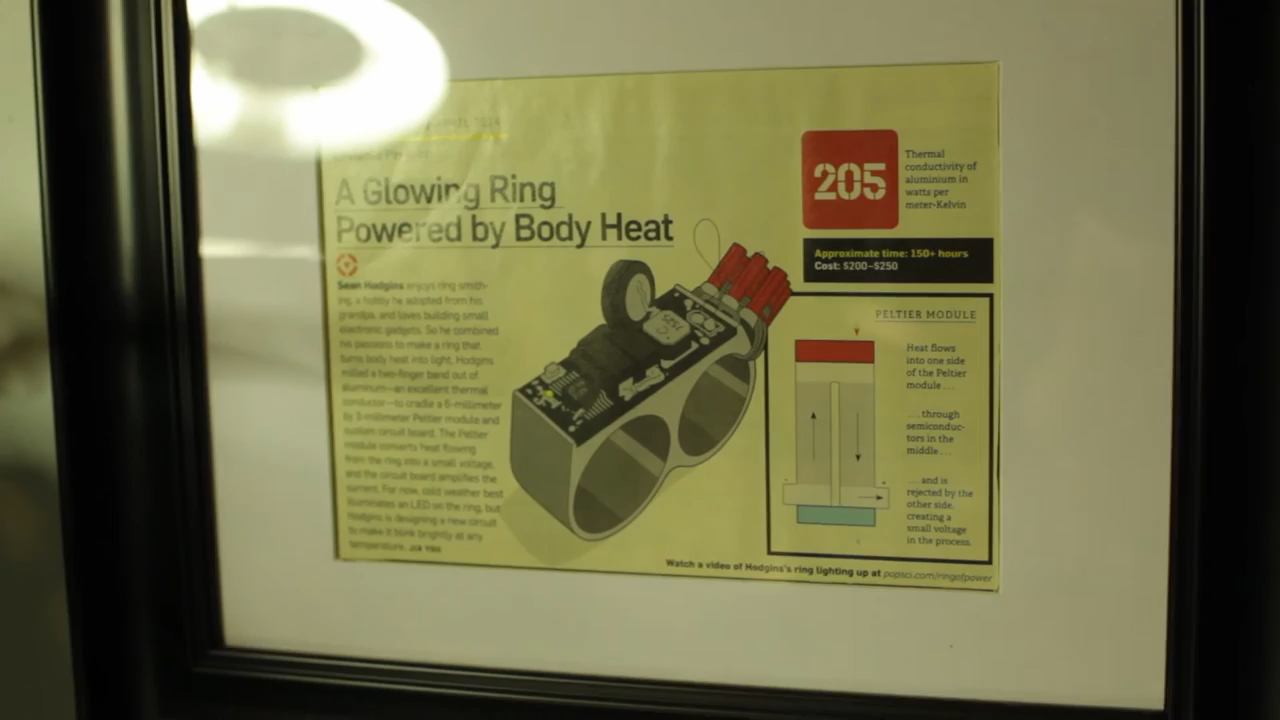 A Glowing Ring
Powered by Body Heat
Sean Hodgins enjoys ring smith-
ing, a hobby he adopted from his
grandpa, and loves building small
electronic gadgets. So he combined
his passions to make a ring that
turns body heat into light. Hodgins
milled a two-finger band out of
aluminum—an excellent thermal
conductor—to cradle a 6-millimeter
by 3-millimeter Peltier module and
custom circuit board. The Peltier
module converts heat flowing
from the ring into a small voltage,
and the circuit board amplifies the
current. For now, cold weather best
illuminates an LED on the ring, but
Hodgins is designing a new circuit
to make it blink brightly at any
temperature.
205
Thermal
conductivity of
aluminium in
watts per
meter-Kelvin
Approximate time: 150+ hours
Cost: $200–$250
PELTIER MODULE
Heat flows
into one side
of the Peltier
module...
...through
semiconduc-
tors in the
middle...
...and is
rejected by the
other side,
creating a
small voltage
in the process.
Watch a video of Hodgins's ring lighting up at popsci.com/ringofpower